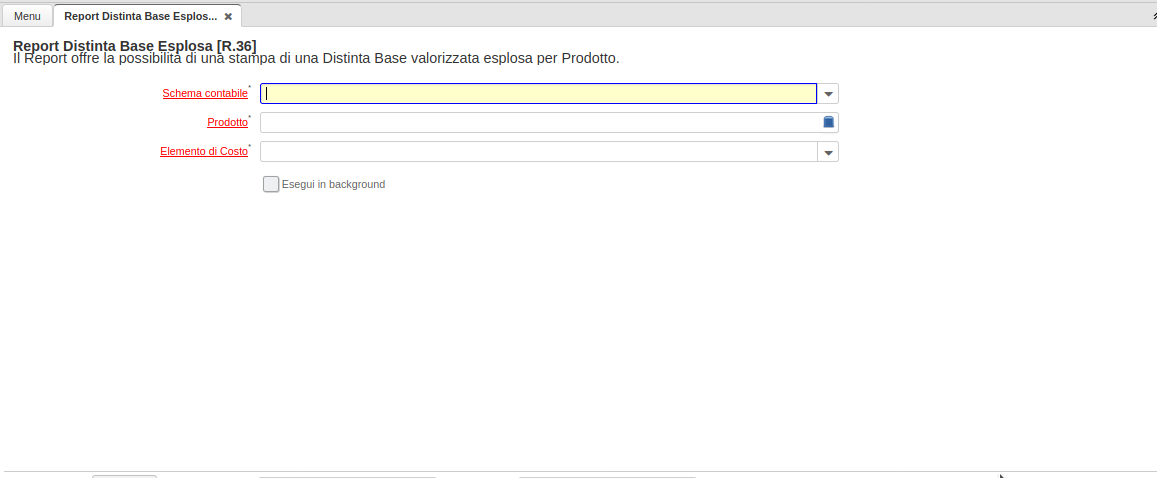 Menu
Report Distinta Base Esplos...
Report Distinta Base Esplosa [R.36]
Il Report offre la possibilità di una stampa di una Distinta Base valorizzata esplosa per Prodotto.
Schema contabile*
Prodotto*
Elemento di Costo*
Esegui in background